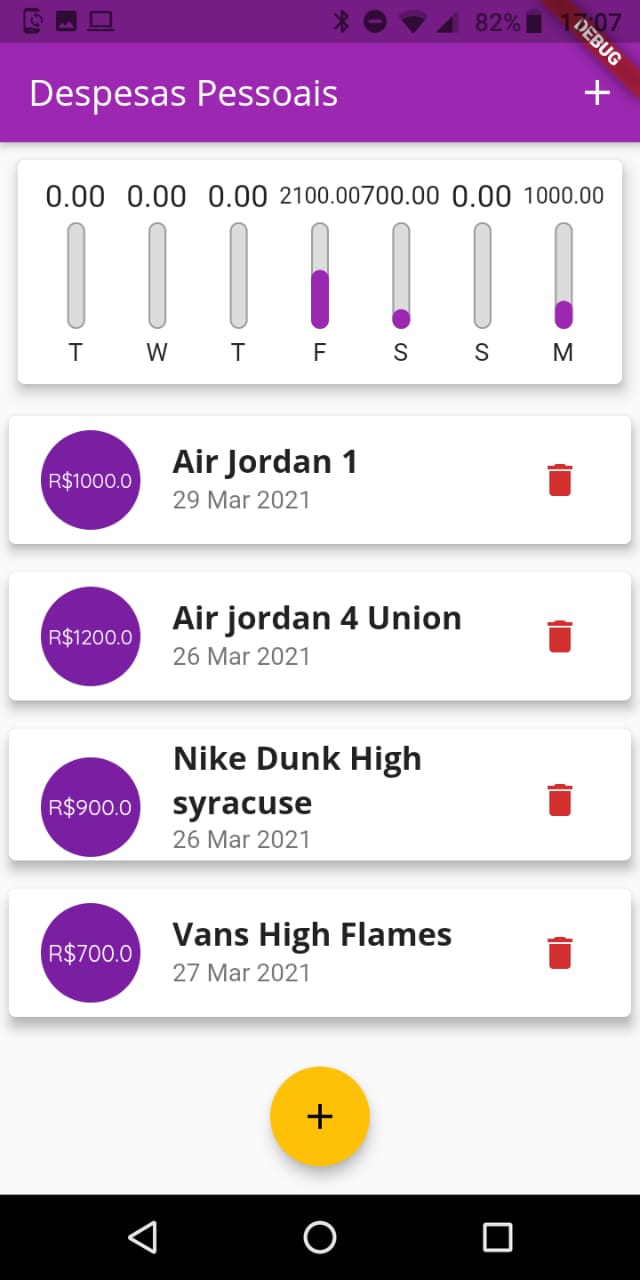 82% 17:07
DEBUG
Despesas Pessoais +
0.00 0.00 0.00 2100.00 700.00 0.00 1000.00
T W T F S S M
R$1000.0
Air Jordan 1
29 Mar 2021
R$1200.0
Air jordan 4 Union
26 Mar 2021
R$900.0
Nike Dunk High
syracuse
26 Mar 2021
R$700.0
Vans High Flames
27 Mar 2021
+